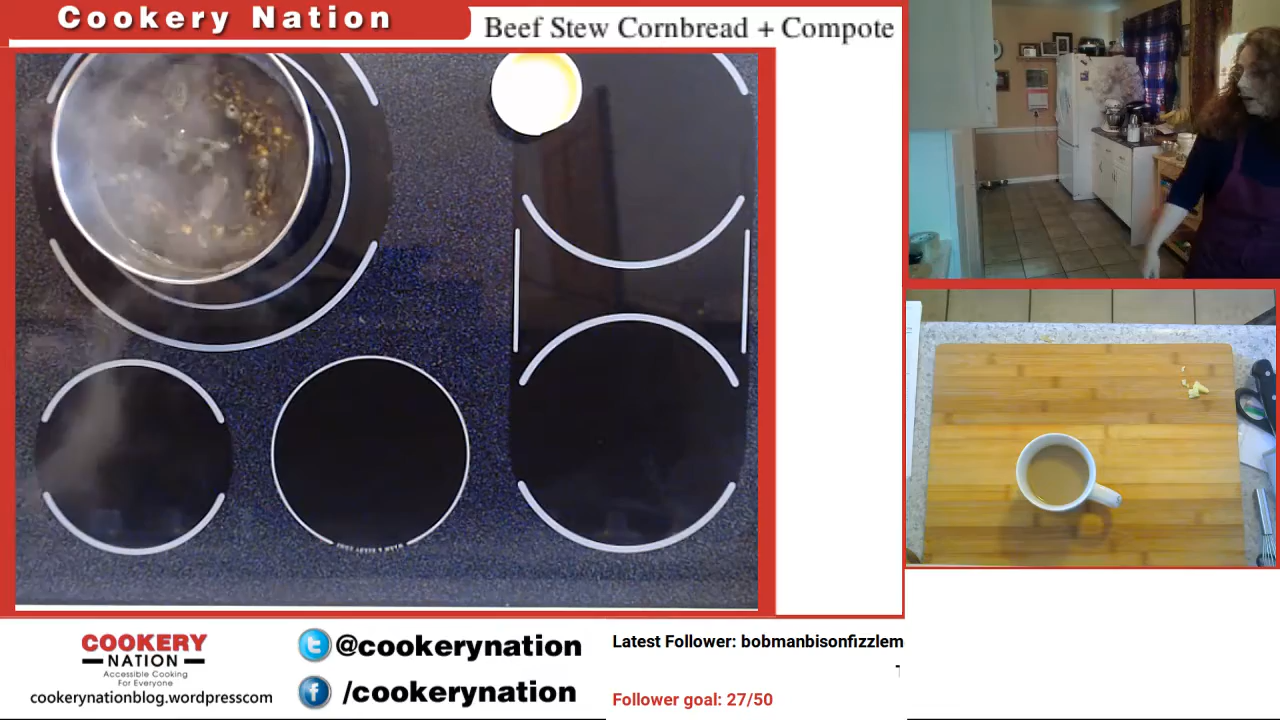 Cookery Nation
Beef Stew Cornbread + Compote
COOKERY
NATION
Accessible Cooking
For Everyone
cookerynationblog.wordpresscom
@cookerynation
/cookerynation
Latest Follower: bobmanbisonfizzlem
Follower goal: 27/50